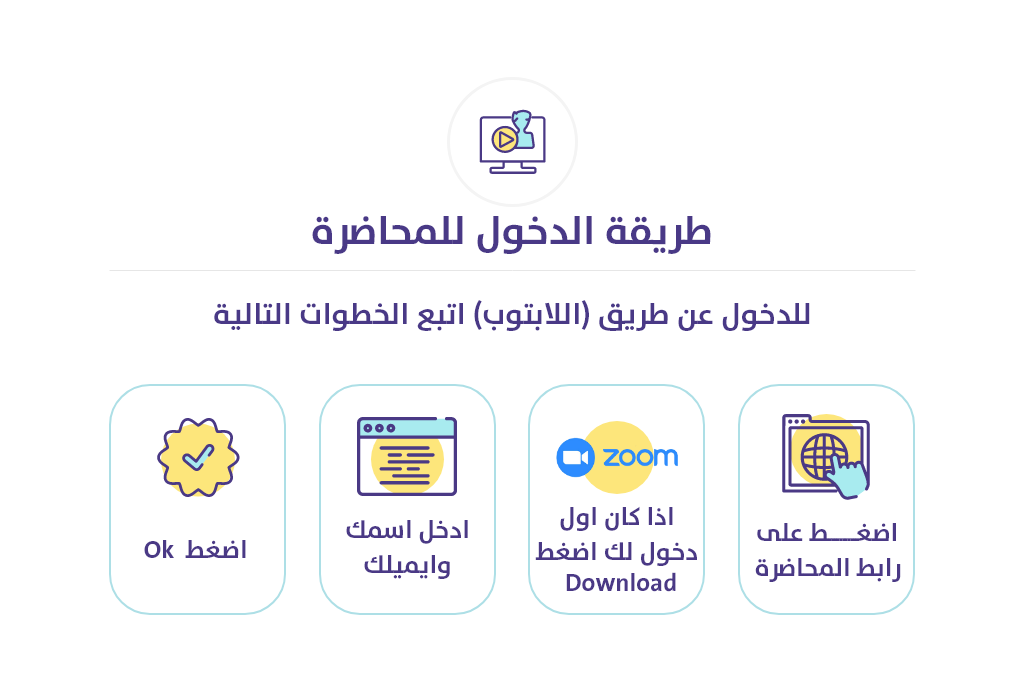 طريقة الدخول للمحاضرة
للدخول عن طريق (اللابتوب) اتبع الخطوات التالية
اضغــــط على
رابط المحاضرة
zoom
اذا كان اول
دخول لك اضغط
Download
ادخل اسمك
وايميلك
اضغط Ok